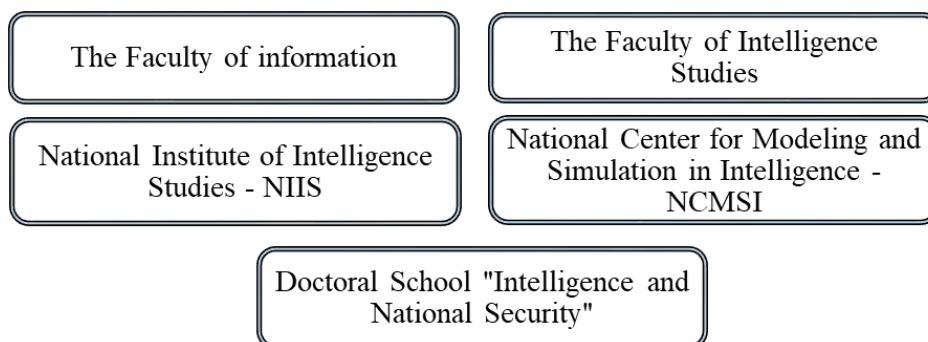 The Faculty of information
The Faculty of Intelligence
Studies
National Institute of Intelligence
Studies - NIIS
National Center for Modeling and
Simulation in Intelligence -
NCMSI
Doctoral School "Intelligence and
National Security"